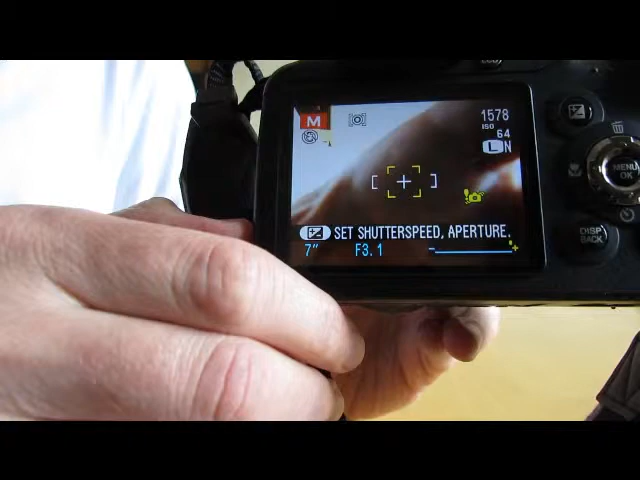 M
1578
ISO 64
L N
SET SHUTTERSPEED, APERTURE.
7" F3.1
MENU
OK
DISP
BACK